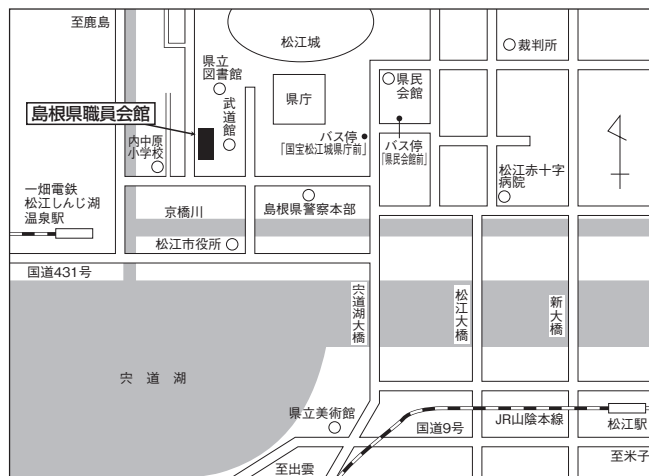 至鹿島
松江城
裁判所
県立
図書館
県民
会館
県庁
島根県職員会館
武道館
内中原
小学校
バス停
「国宝松江城県庁前」
バス停
「県民会館前」
松江赤十字
病院
一畑電鉄
松江しんじ湖
温泉駅
京橋川
島根県警察本部
松江市役所
国道431号
宍道湖大橋
松江大橋
新大橋
宍道湖
県立美術館
国道9号
JR山陰本線
松江駅
至出雲
至米子